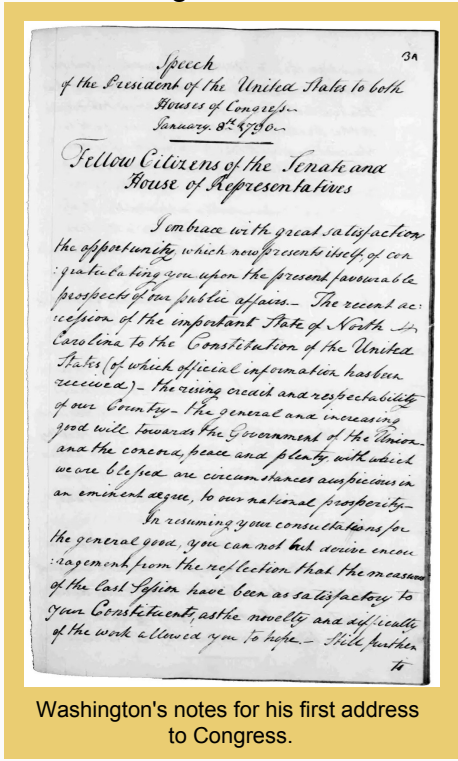 3A
Speech
of the President of the United States to both
Houses of Congress
January. 8th 1790
Fellow Citizens of the Senate and
House of Representatives
I embrace with great satisfaction
the opportunity, which now presents itself, of con
:gratulating you upon the present favourable
prospects of our public affairs.— The recent ac:
cession of the important State of North
Carolina to the Constitution of the United
States (of which official information has been
received) — the rising credit and respectability
of our Country — the general and increasing
good will towards the Government of the Union
and the concord, peace and plenty, with which
we are blessed are circumstances auspicious in
an eminent degree, to our national prosperity—
In resuming your consultations for
the general good, you can not but derive encou
:ragement from the reflection that the measures
of the last Session have been as satisfactory to
your Constituents, as the novelty and difficulty
of the work allowed you to hope.— Still further
to
Washington's notes for his first address
to Congress.